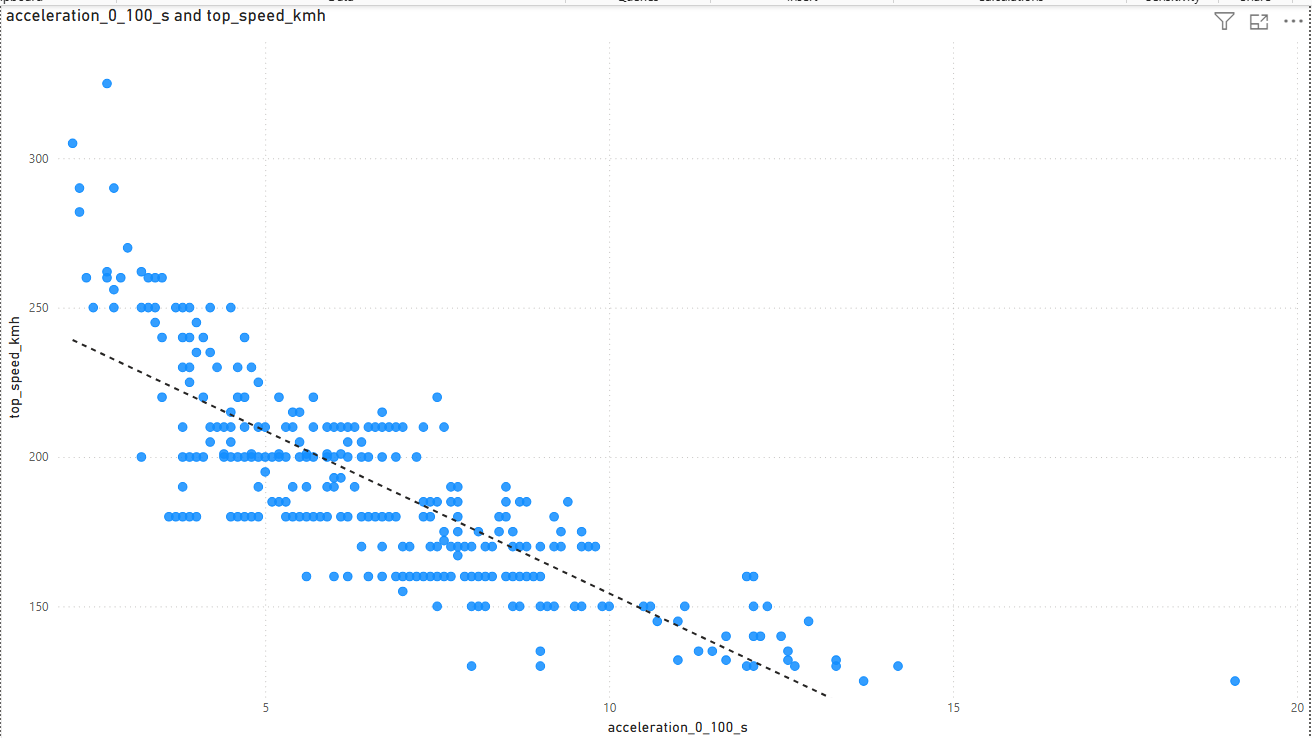 acceleration_0_100_s and top_speed_kmh
300
250
200
150
top_speed_kmh
5
10
15
20
acceleration_0_100_s